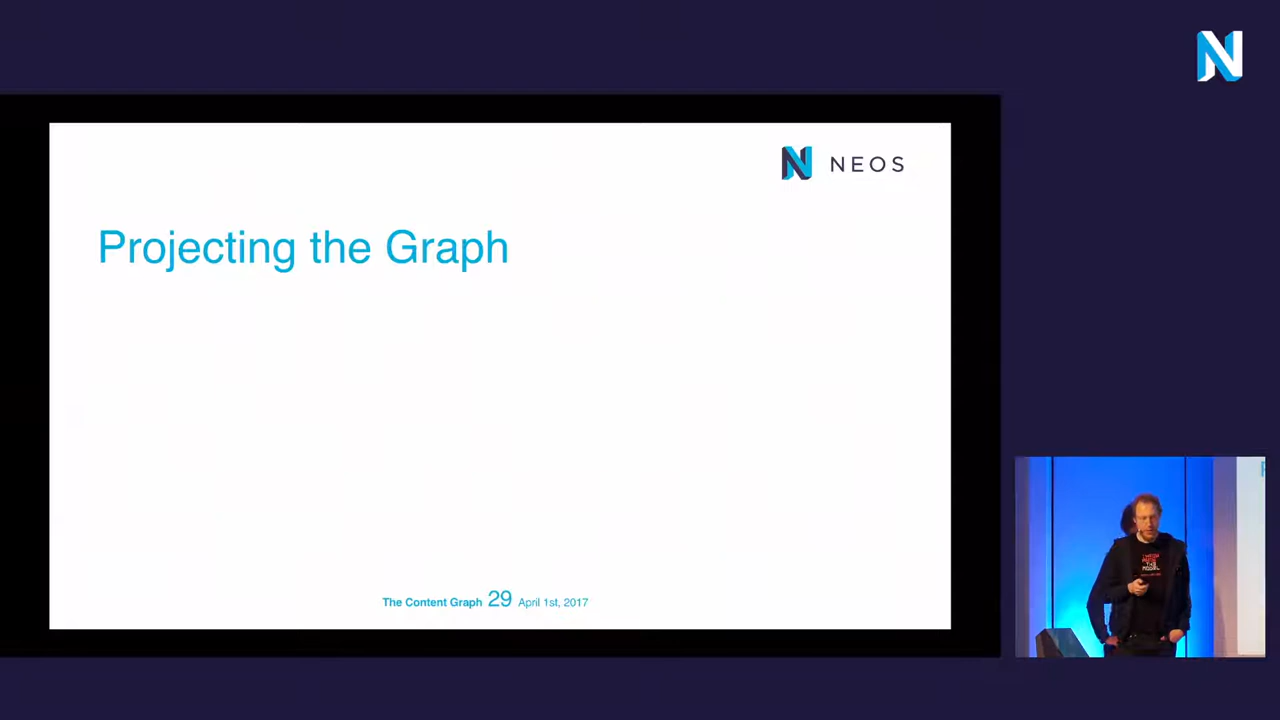 NEOS
Projecting the Graph
The Content Graph 29 April 1st, 2017